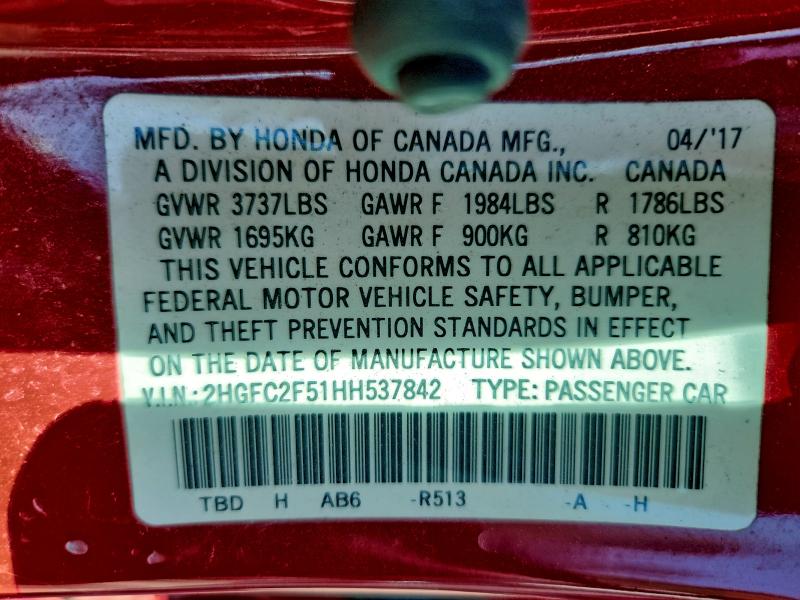 MFD. BY HONDA OF CANADA MFG., 04/'17
A DIVISION OF HONDA CANADA INC. CANADA
GVWR 3737LBS GAWR F 1984LBS R 1786LBS
GVWR 1695KG GAWR F 900KG R 810KG
THIS VEHICLE CONFORMS TO ALL APPLICABLE
FEDERAL MOTOR VEHICLE SAFETY, BUMPER,
AND THEFT PREVENTION STANDARDS IN EFFECT
ON THE DATE OF MANUFACTURE SHOWN ABOVE.
V.I.N.: 2HGFC2F51HH537842 TYPE: PASSENGER CAR
TBD H AB6 -R513 -A -H